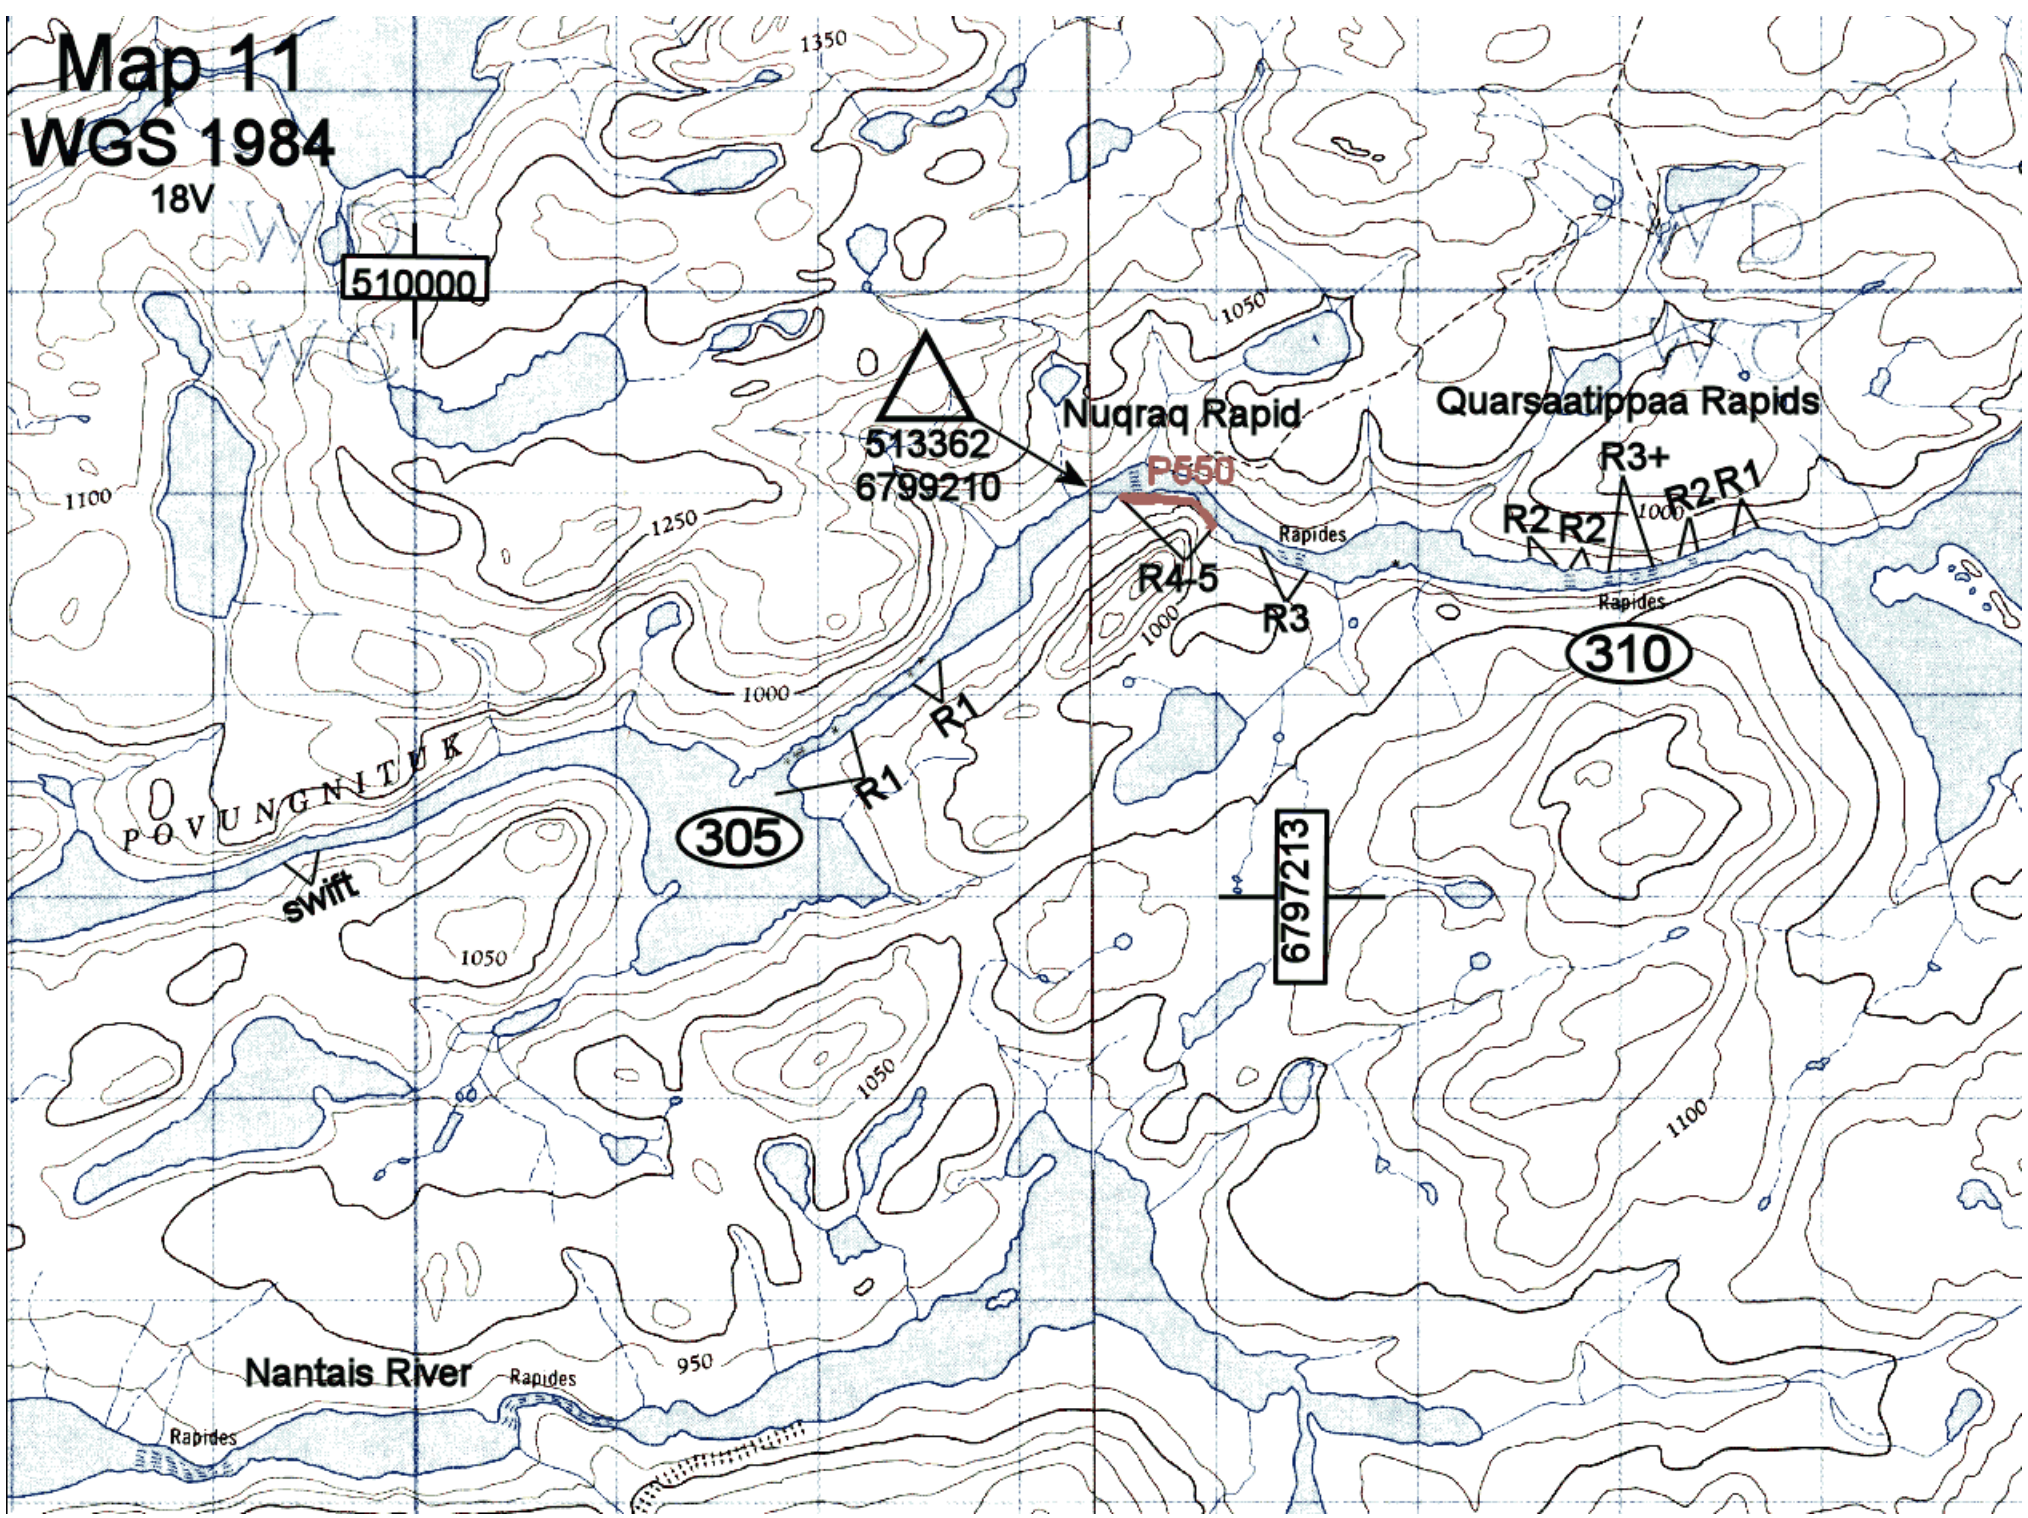 Map 11
WGS 1984
18V
1350
W D
W D
510000
1050
W C
W C
Nuqraq Rapid
Quarsaatippaa Rapids
513362
6799210
P550
R3+
R2
R1
1100
1250
1000
R2
R2
Rapides
R4-5
1000
R3
Rapides
310
1000
R1
POVUNGNITUK
R1
305
swift
6797213
1050
1050
1100
950
Nantais River
Rapides
Rapides